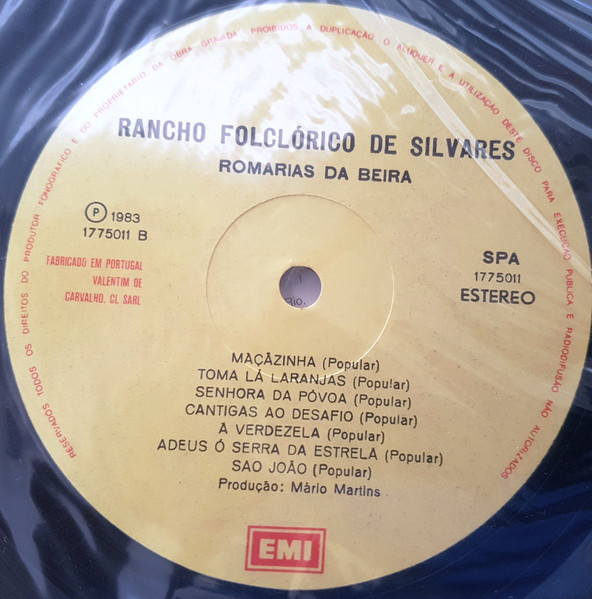 RESERVADOS TODOS OS DIREITOS DO PRODUTOR FONOGRÁFICO E DO PROPRIETÁRIO DA OBRA GRAVADA. PROIBIDOS A DUPLICAÇÃO O ALUGUER E A UTILIZAÇÃO DESTE DISCO PARA EXECUÇÃO PÚBLICA E RADIODIFUSÃO NÃO AUTORIZADOS
RANCHO FOLCLÓRICO DE SILVARES
ROMARIAS DA BEIRA
Ⓟ 1983
1775011 B
FABRICADO EM PORTUGAL
VALENTIM DE
CARVALHO. CL SARL
SPA
1775011
ESTEREO
MAÇÃZINHA (Popular)
TOMA LÁ LARANJAS (Popular)
SENHORA DA PÓVOA (Popular)
CANTIGAS AO DESAFIO (Popular)
À VERDEZELA (Popular)
ADEUS Ó SERRA DA ESTRELA (Popular)
SAO JOÃO (Popular)
Produção: Mário Martins
EMI